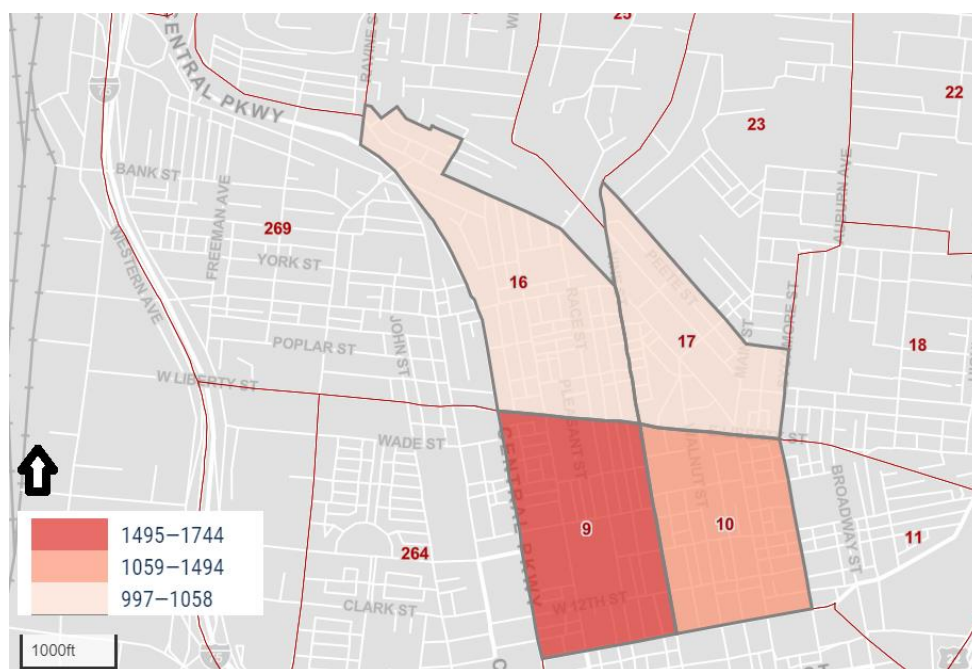 25
22
23
RAVINE ST
CENTRAL PKWY
BANK ST
FREEMAN AVE
AUBURN AVE
269
WESTERN AVE
YORK ST
16
RACE ST
PEETE ST
17
MAIN ST
SYCAMORE ST
18
JOHN ST
POPLAR ST
W LIBERTY ST
PLEASANT ST
WADE ST
CENTRAL PKWY
WALNUT ST
BROADWAY ST
9
10
11
264
CLARK ST
W 12TH ST
1495–1744
1059–1494
997–1058
1000ft